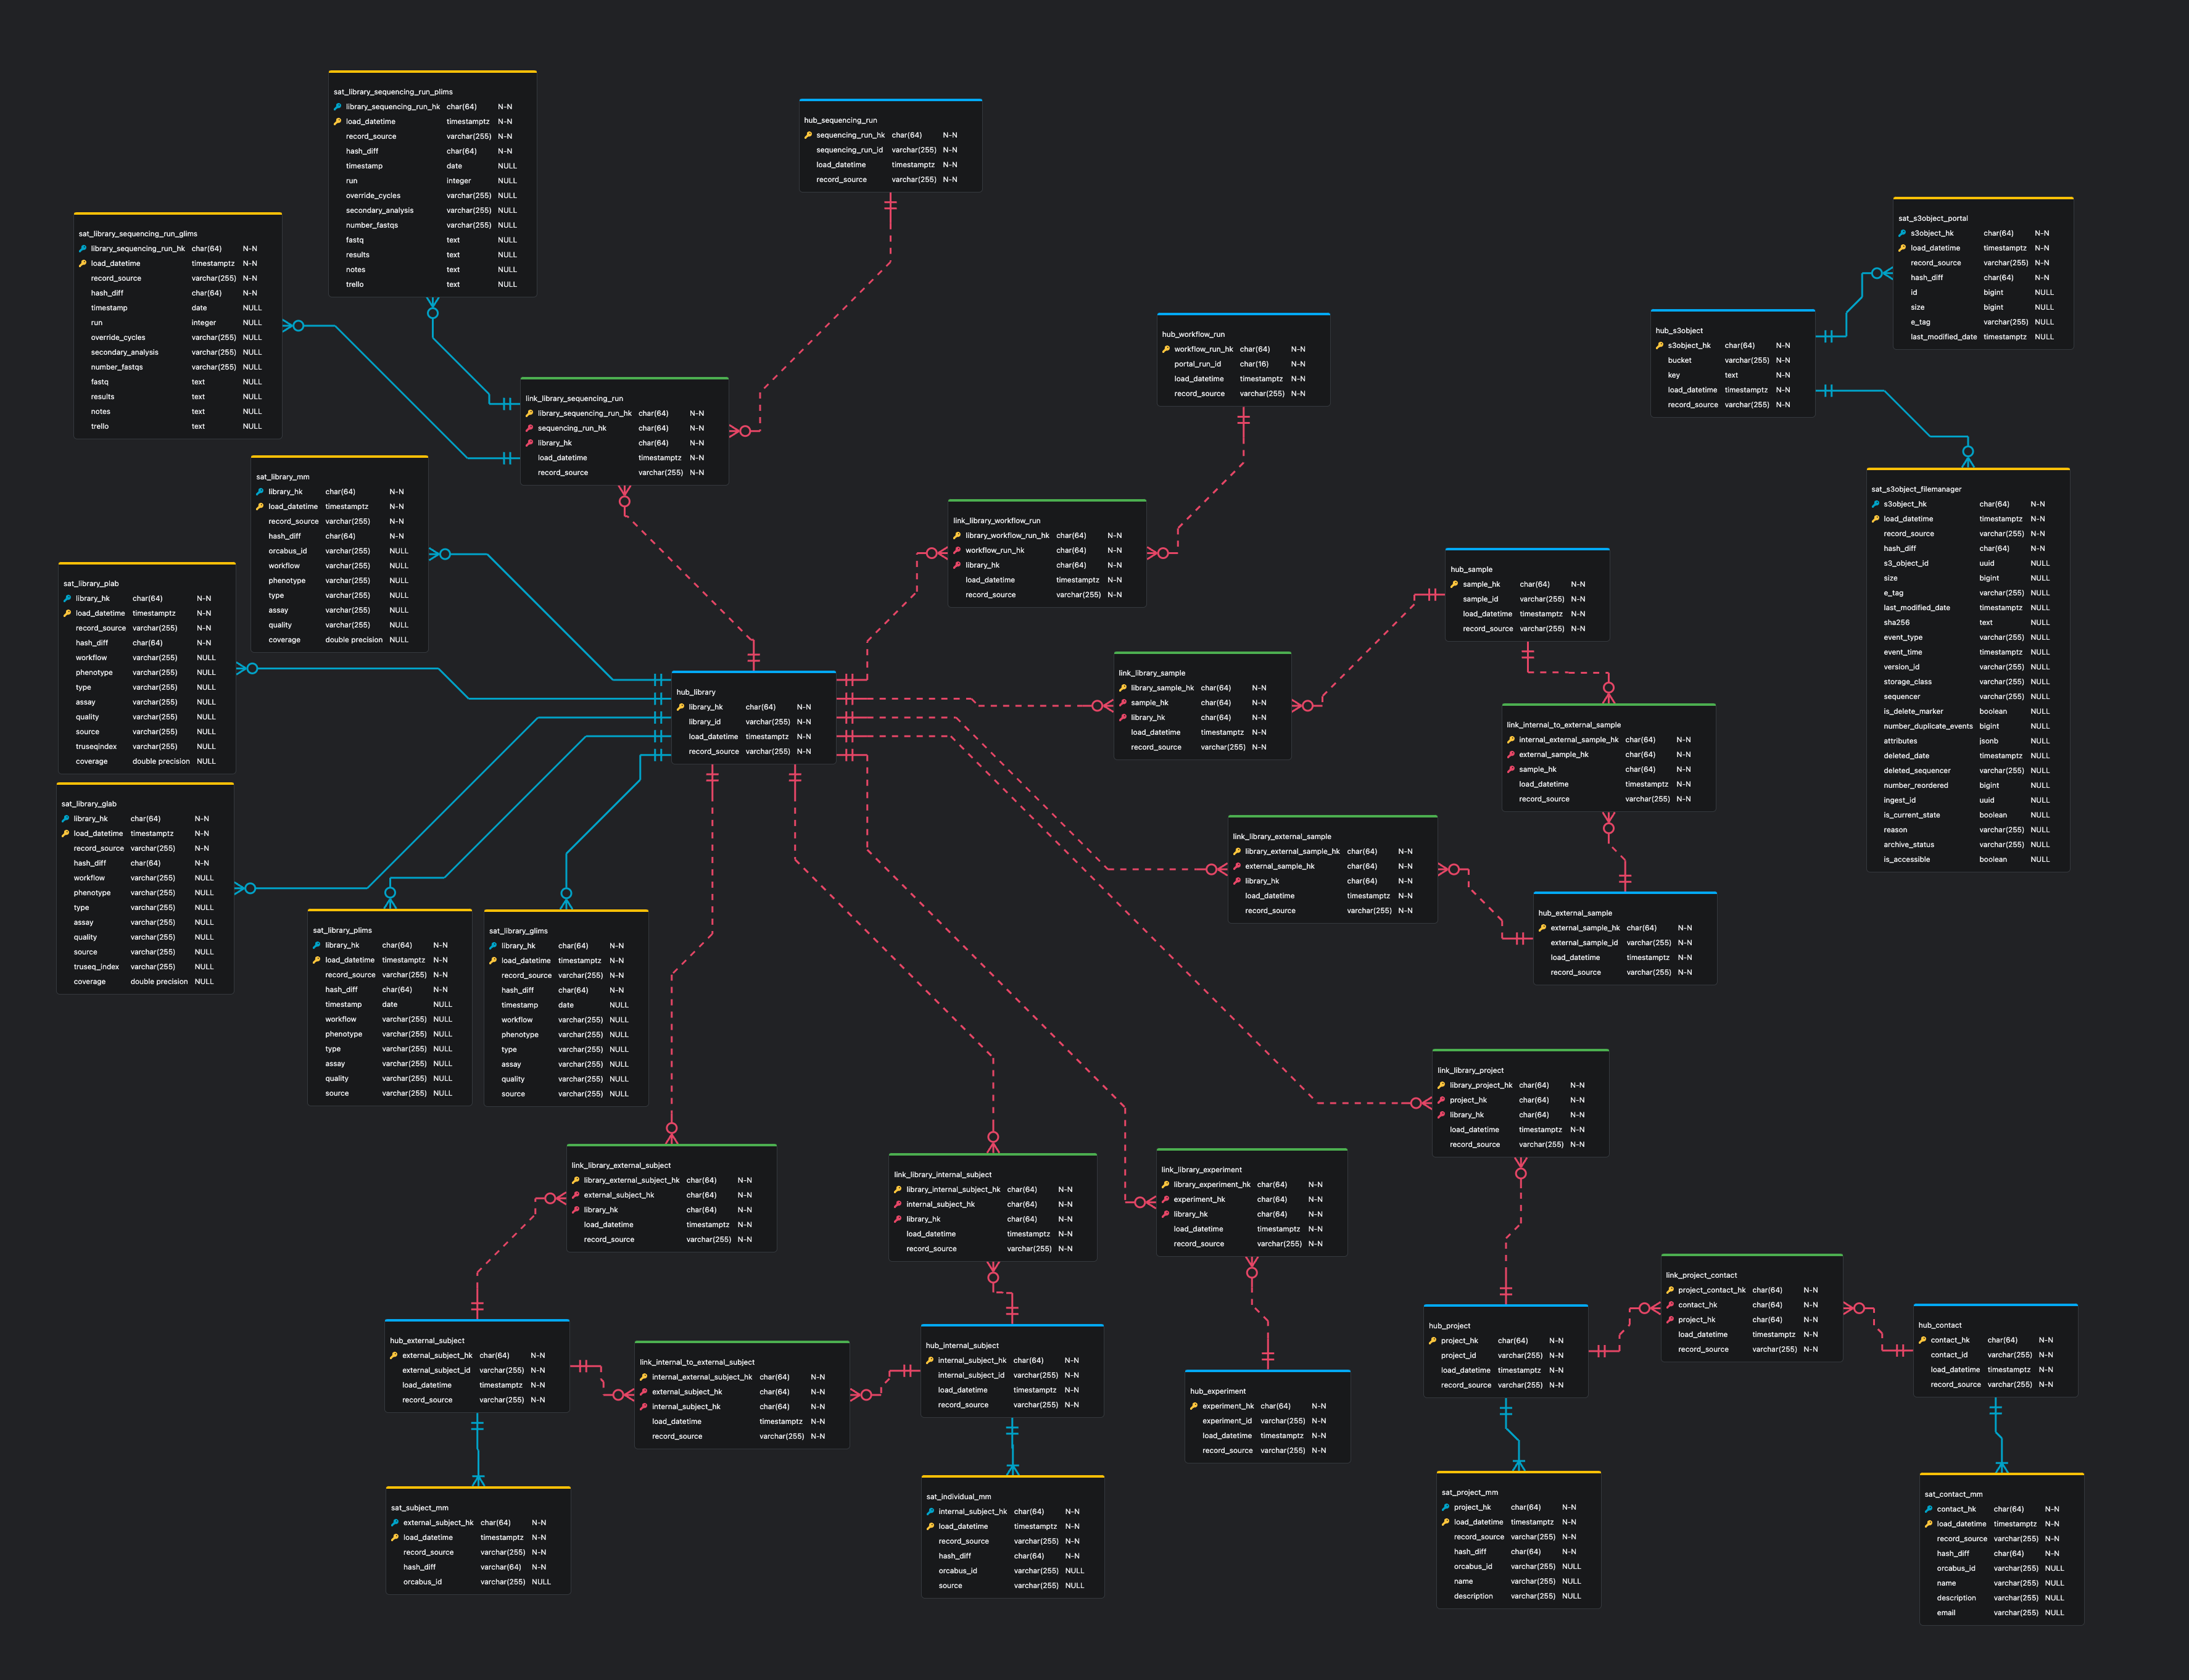 sat_library_sequencing_run_plims
library_sequencing_run_hk char(64) N-N
load_datetime timestamptz N-N
record_source varchar(255) N-N
hash_diff char(64) N-N
timestamp date NULL
run integer NULL
override_cycles varchar(255) NULL
secondary_analysis varchar(255) NULL
number_fastqs varchar(255) NULL
fastq text NULL
results text NULL
notes text NULL
trello text NULL
hub_sequencing_run
sequencing_run_hk char(64) N-N
sequencing_run_id varchar(255) N-N
load_datetime timestamptz N-N
record_source varchar(255) N-N
sat_library_sequencing_run_glims
library_sequencing_run_hk char(64) N-N
load_datetime timestamptz N-N
record_source varchar(255) N-N
hash_diff char(64) N-N
timestamp date NULL
run integer NULL
override_cycles varchar(255) NULL
secondary_analysis varchar(255) NULL
number_fastqs varchar(255) NULL
fastq text NULL
results text NULL
notes text NULL
trello text NULL
sat_s3object_portal
s3object_hk char(64) N-N
load_datetime timestamptz N-N
record_source varchar(255) N-N
hash_diff char(64) N-N
id bigint NULL
size bigint NULL
e_tag varchar(255) NULL
last_modified_date timestamptz NULL
hub_s3object
s3object_hk char(64) N-N
bucket varchar(255) N-N
key text N-N
load_datetime timestamptz N-N
record_source varchar(255) N-N
hub_workflow_run
workflow_run_hk char(64) N-N
portal_run_id char(16) N-N
load_datetime timestamptz N-N
record_source varchar(255) N-N
link_library_sequencing_run
library_sequencing_run_hk char(64) N-N
sequencing_run_hk char(64) N-N
library_hk char(64) N-N
load_datetime timestamptz N-N
record_source varchar(255) N-N
sat_library_mm
library_hk char(64) N-N
load_datetime timestamptz N-N
record_source varchar(255) N-N
hash_diff char(64) N-N
orcabus_id varchar(255) NULL
workflow varchar(255) NULL
phenotype varchar(255) NULL
type varchar(255) NULL
assay varchar(255) NULL
quality varchar(255) NULL
coverage double precision NULL
sat_s3object_filemanager
s3object_hk char(64) N-N
load_datetime timestamptz N-N
record_source varchar(255) N-N
hash_diff char(64) N-N
s3_object_id uuid NULL
size bigint NULL
e_tag varchar(255) NULL
last_modified_date timestamptz NULL
sha256 text NULL
event_type varchar(255) NULL
event_time timestamptz NULL
version_id varchar(255) NULL
storage_class varchar(255) NULL
sequencer varchar(255) NULL
is_delete_marker boolean NULL
number_duplicate_events bigint NULL
attributes jsonb NULL
deleted_date timestamptz NULL
deleted_sequencer varchar(255) NULL
number_reordered bigint NULL
ingest_id uuid NULL
is_current_state boolean NULL
reason varchar(255) NULL
archive_status varchar(255) NULL
is_accessible boolean NULL
link_library_workflow_run
library_workflow_run_hk char(64) N-N
workflow_run_hk char(64) N-N
library_hk char(64) N-N
load_datetime timestamptz N-N
record_source varchar(255) N-N
hub_sample
sample_hk char(64) N-N
sample_id varchar(255) N-N
load_datetime timestamptz N-N
record_source varchar(255) N-N
sat_library_plab
library_hk char(64) N-N
load_datetime timestamptz N-N
record_source varchar(255) N-N
hash_diff char(64) N-N
workflow varchar(255) NULL
phenotype varchar(255) NULL
type varchar(255) NULL
assay varchar(255) NULL
quality varchar(255) NULL
source varchar(255) NULL
truseqindex varchar(255) NULL
coverage double precision NULL
link_library_sample
library_sample_hk char(64) N-N
sample_hk char(64) N-N
library_hk char(64) N-N
load_datetime timestamptz N-N
record_source varchar(255) N-N
hub_library
library_hk char(64) N-N
library_id varchar(255) N-N
load_datetime timestamptz N-N
record_source varchar(255) N-N
link_internal_to_external_sample
internal_external_sample_hk char(64) N-N
external_sample_hk char(64) N-N
sample_hk char(64) N-N
load_datetime timestamptz N-N
record_source varchar(255) N-N
sat_library_glab
library_hk char(64) N-N
load_datetime timestamptz N-N
record_source varchar(255) N-N
hash_diff char(64) N-N
workflow varchar(255) NULL
phenotype varchar(255) NULL
type varchar(255) NULL
assay varchar(255) NULL
quality varchar(255) NULL
source varchar(255) NULL
truseq_index varchar(255) NULL
coverage double precision NULL
link_library_external_sample
library_external_sample_hk char(64) N-N
external_sample_hk char(64) N-N
library_hk char(64) N-N
load_datetime timestamptz N-N
record_source varchar(255) N-N
hub_external_sample
external_sample_hk char(64) N-N
external_sample_id varchar(255) N-N
load_datetime timestamptz N-N
record_source varchar(255) N-N
sat_library_plims
library_hk char(64) N-N
load_datetime timestamptz N-N
record_source varchar(255) N-N
hash_diff char(64) N-N
timestamp date NULL
workflow varchar(255) NULL
phenotype varchar(255) NULL
type varchar(255) NULL
assay varchar(255) NULL
quality varchar(255) NULL
source varchar(255) NULL
sat_library_glims
library_hk char(64) N-N
load_datetime timestamptz N-N
record_source varchar(255) N-N
hash_diff char(64) N-N
timestamp date NULL
workflow varchar(255) NULL
phenotype varchar(255) NULL
type varchar(255) NULL
assay varchar(255) NULL
quality varchar(255) NULL
source varchar(255) NULL
link_library_project
library_project_hk char(64) N-N
project_hk char(64) N-N
library_hk char(64) N-N
load_datetime timestamptz N-N
record_source varchar(255) N-N
link_library_external_subject
library_external_subject_hk char(64) N-N
external_subject_hk char(64) N-N
library_hk char(64) N-N
load_datetime timestamptz N-N
record_source varchar(255) N-N
link_library_internal_subject
library_internal_subject_hk char(64) N-N
internal_subject_hk char(64) N-N
library_hk char(64) N-N
load_datetime timestamptz N-N
record_source varchar(255) N-N
link_library_experiment
library_experiment_hk char(64) N-N
experiment_hk char(64) N-N
library_hk char(64) N-N
load_datetime timestamptz N-N
record_source varchar(255) N-N
link_project_contact
project_contact_hk char(64) N-N
contact_hk char(64) N-N
project_hk char(64) N-N
load_datetime timestamptz N-N
record_source varchar(255) N-N
hub_external_subject
external_subject_hk char(64) N-N
external_subject_id varchar(255) N-N
load_datetime timestamptz N-N
record_source varchar(255) N-N
link_internal_to_external_subject
internal_external_subject_hk char(64) N-N
external_subject_hk char(64) N-N
internal_subject_hk char(64) N-N
load_datetime timestamptz N-N
record_source varchar(255) N-N
hub_internal_subject
internal_subject_hk char(64) N-N
internal_subject_id varchar(255) N-N
load_datetime timestamptz N-N
record_source varchar(255) N-N
hub_experiment
experiment_hk char(64) N-N
experiment_id varchar(255) N-N
load_datetime timestamptz N-N
record_source varchar(255) N-N
hub_project
project_hk char(64) N-N
project_id varchar(255) N-N
load_datetime timestamptz N-N
record_source varchar(255) N-N
hub_contact
contact_hk char(64) N-N
contact_id varchar(255) N-N
load_datetime timestamptz N-N
record_source varchar(255) N-N
sat_subject_mm
external_subject_hk char(64) N-N
load_datetime timestamptz N-N
record_source varchar(255) N-N
hash_diff varchar(64) N-N
orcabus_id varchar(255) NULL
sat_individual_mm
internal_subject_hk char(64) N-N
load_datetime timestamptz N-N
record_source varchar(255) N-N
hash_diff char(64) N-N
orcabus_id varchar(255) NULL
source varchar(255) NULL
sat_project_mm
project_hk char(64) N-N
load_datetime timestamptz N-N
record_source varchar(255) N-N
hash_diff char(64) N-N
orcabus_id varchar(255) NULL
name varchar(255) NULL
description varchar(255) NULL
sat_contact_mm
contact_hk char(64) N-N
load_datetime timestamptz N-N
record_source varchar(255) N-N
hash_diff char(64) N-N
orcabus_id varchar(255) NULL
name varchar(255) NULL
description varchar(255) NULL
email varchar(255) NULL